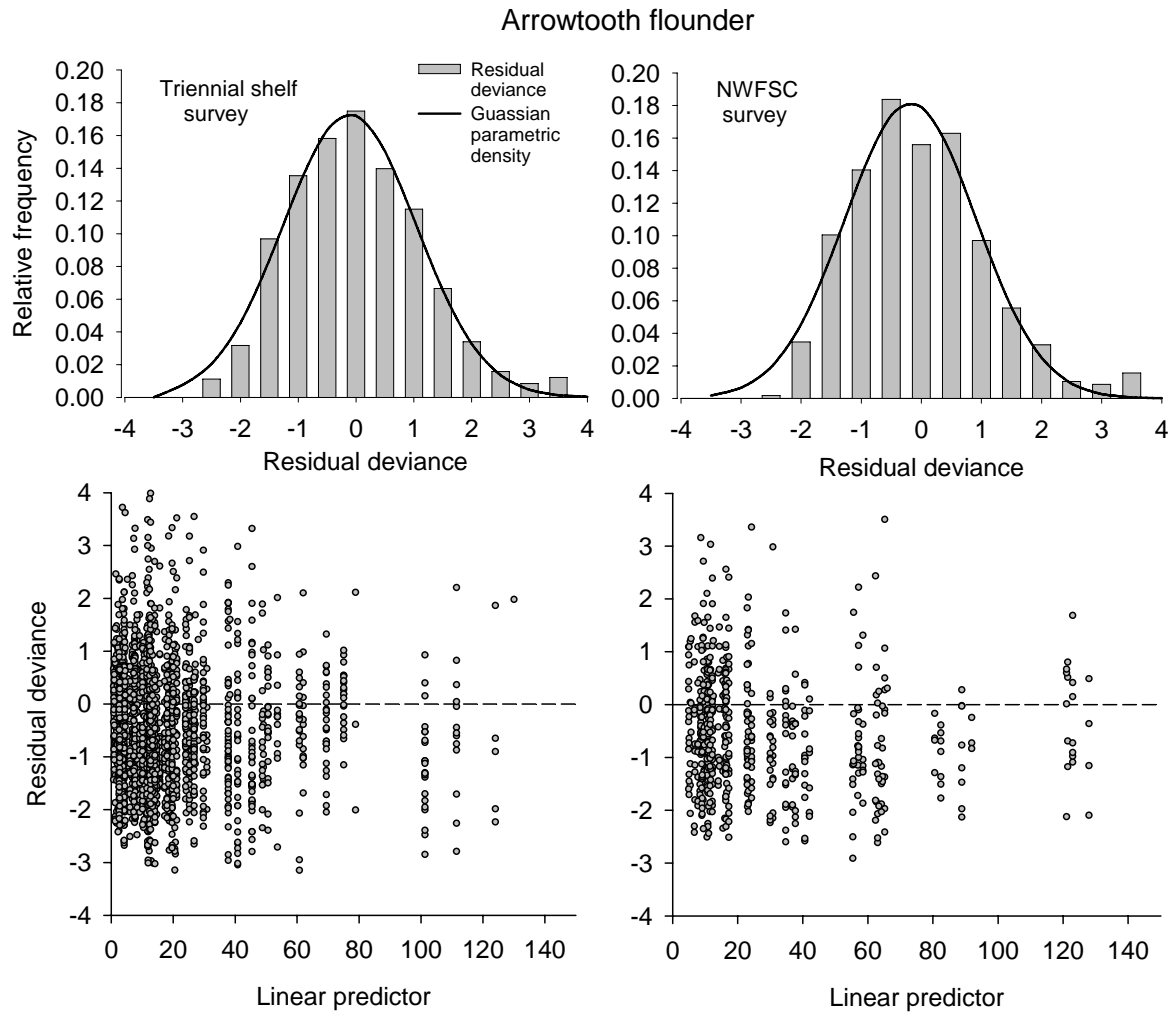 Arrowtooth flounder
Triennial shelf
survey
Residual
deviance
Guassian
parametric
density
Relative frequency
0.20
0.18
0.16
0.14
0.12
0.10
0.08
0.06
0.04
0.02
0.00
-4 -3 -2 -1 0 1 2 3 4
Residual deviance
NWFSC
survey
0.20
0.18
0.16
0.14
0.12
0.10
0.08
0.06
0.04
0.02
0.00
-4 -3 -2 -1 0 1 2 3 4
Residual deviance
Residual deviance
4
3
2
1
0
-1
-2
-3
-4
0 20 40 60 80 100 120 140
Linear predictor
4
3
2
1
0
-1
-2
-3
-4
0 20 40 60 80 100 120 140
Linear predictor